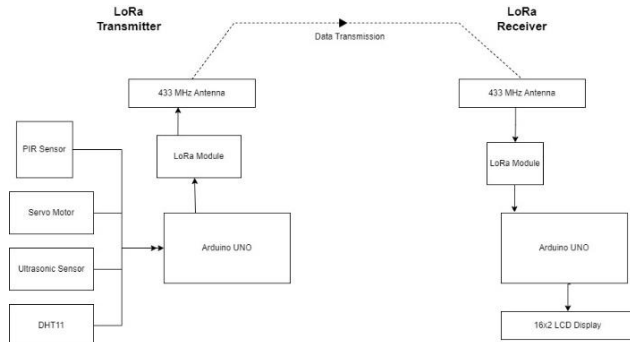 LoRa
Transmitter
LoRa
Receiver
Data Transmission
433 MHz Antenna
433 MHz Antenna
PIR Sensor
LoRa Module
LoRa Module
Servo Motor
Arduino UNO
Arduino UNO
Ultrasonic Sensor
DHT11
16x2 LCD Display